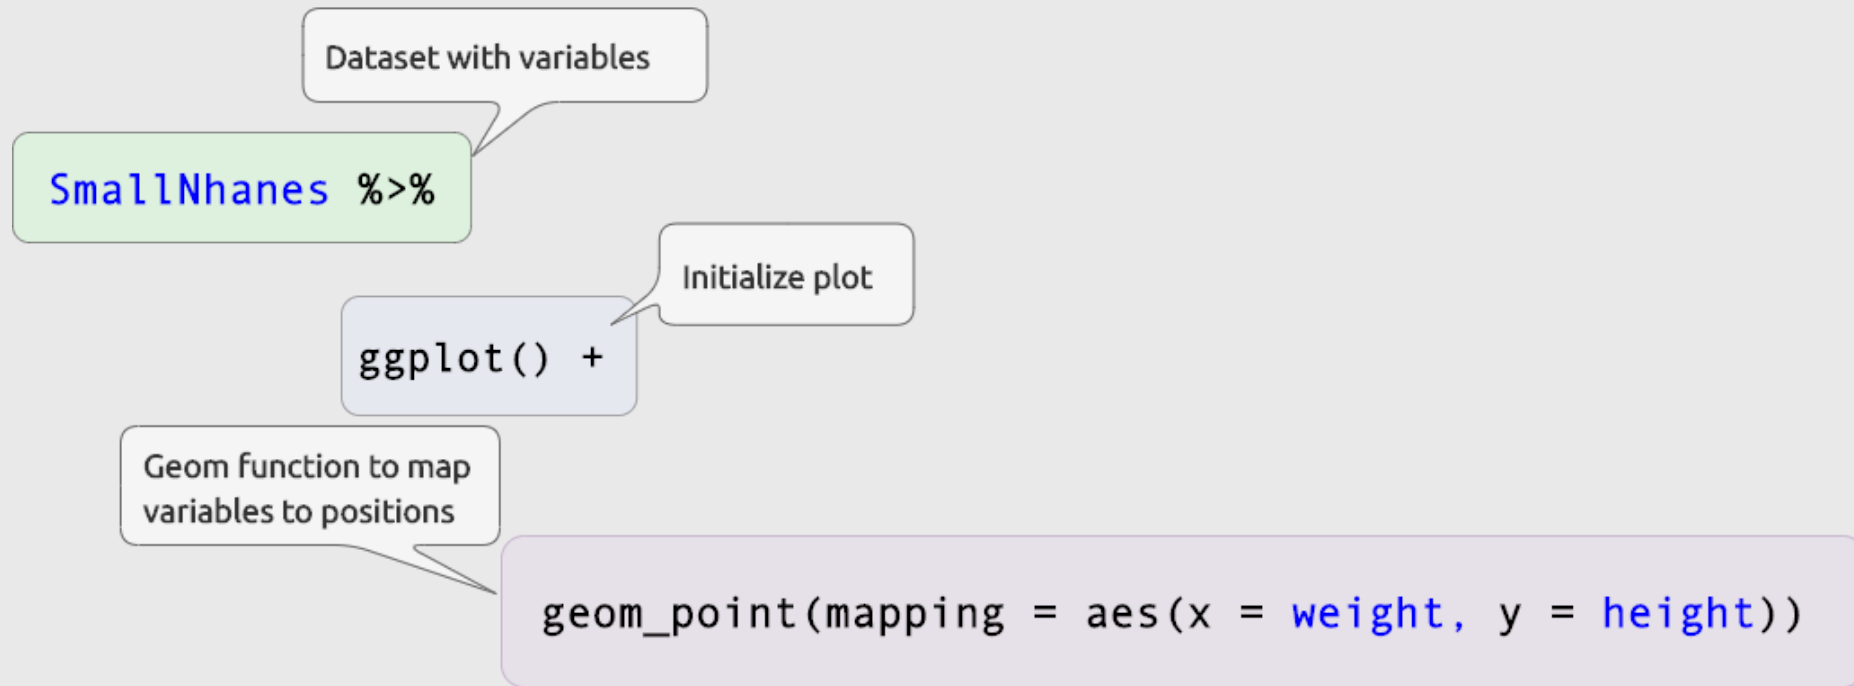 Dataset with variables
SmallNhanes %>%
Initialize plot
ggplot() +
Geom function to map
variables to positions
geom_point(mapping = aes(x = weight, y = height))